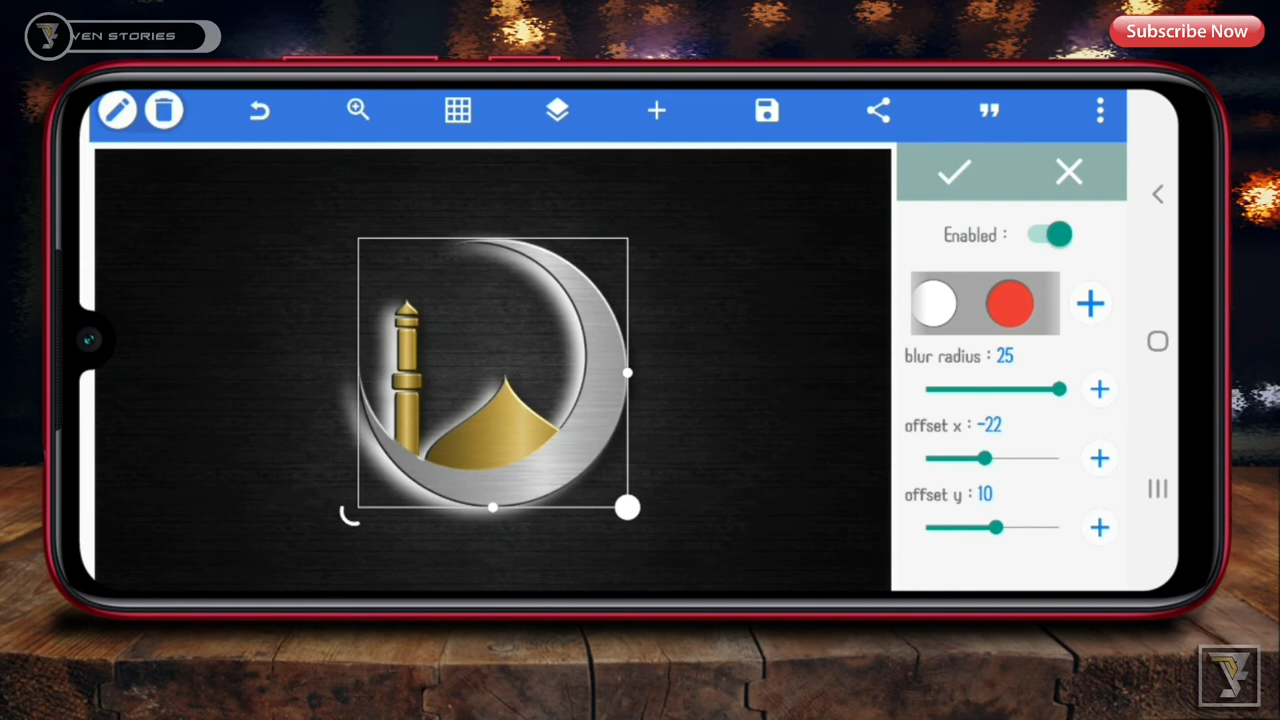 VEN STORIES
Subscribe Now
Enabled :
blur radius : 25
offset x : -22
offset y : 10